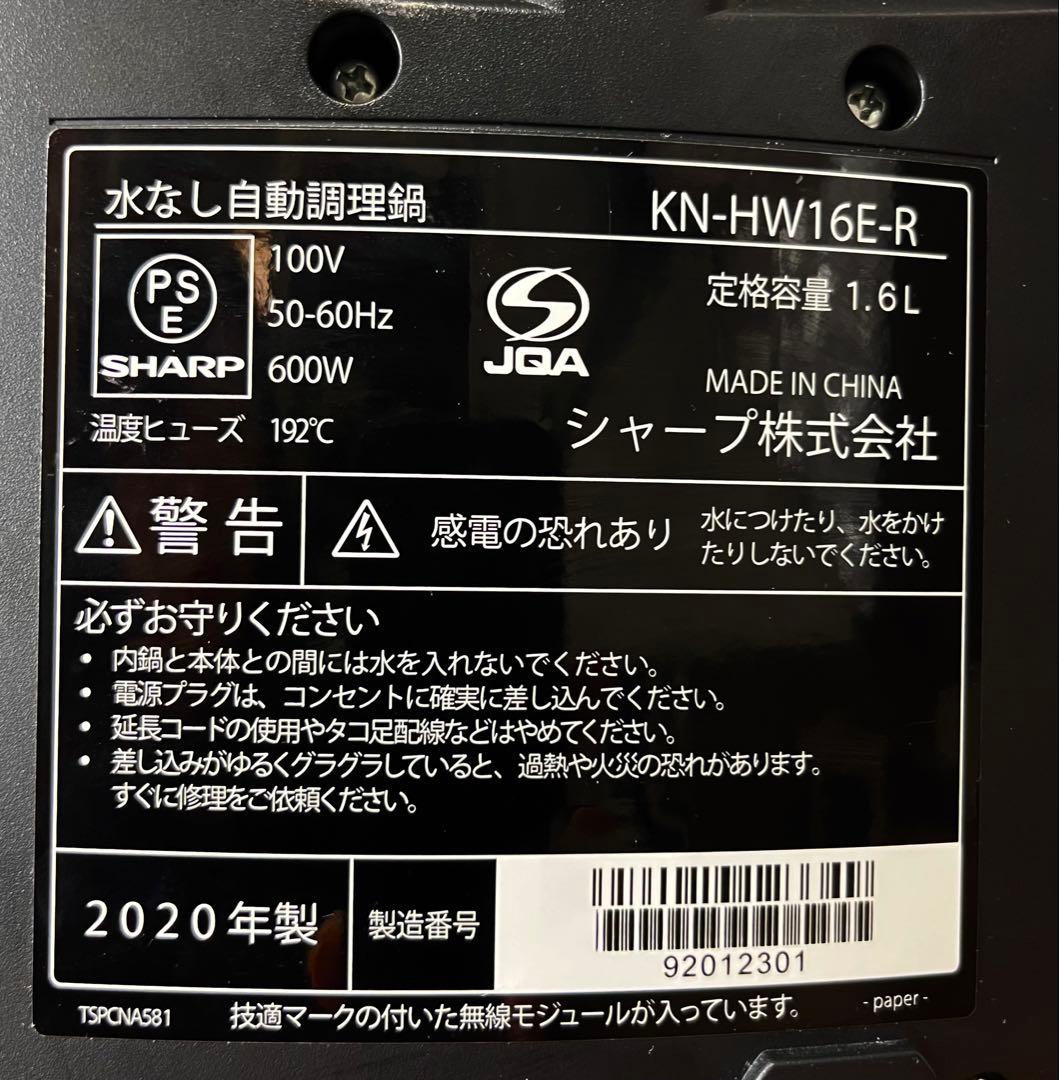 水なし自動調理鍋 KN-HW16E-R
PS
E
SHARP
100V
50-60Hz
600W
JQA
定格容量 1.6L
MADE IN CHINA
温度ヒューズ 192℃
シャープ株式会社
警告
感電の恐れあり
水につけたり、水をかけ
たりしないでください。
必ずお守りください
・ 内鍋と本体との間には水を入れないでください。
・ 電源プラグは、コンセントに確実に差し込んでください。
・ 延長コードの使用やタコ足配線などはやめてください。
・ 差し込みがゆるくグラグラしていると、過熱や火災の恐れがあります。
すぐに修理をご依頼ください。
2020年製
製造番号
92012301
TSPCNA581 技適マークの付いた無線モジュールが入っています。 - paper -